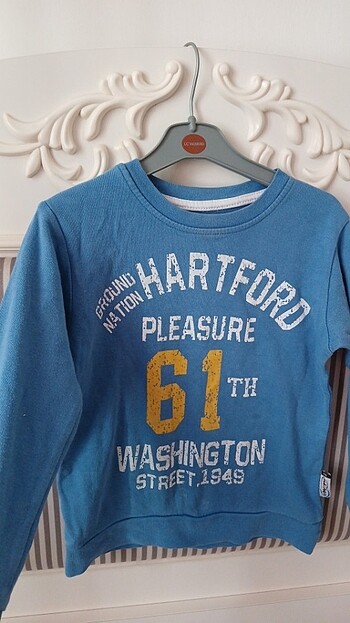 GROUND
NATION
HARTFORD
PLEASURE
61TH
WASHINGTON
STREET,1949